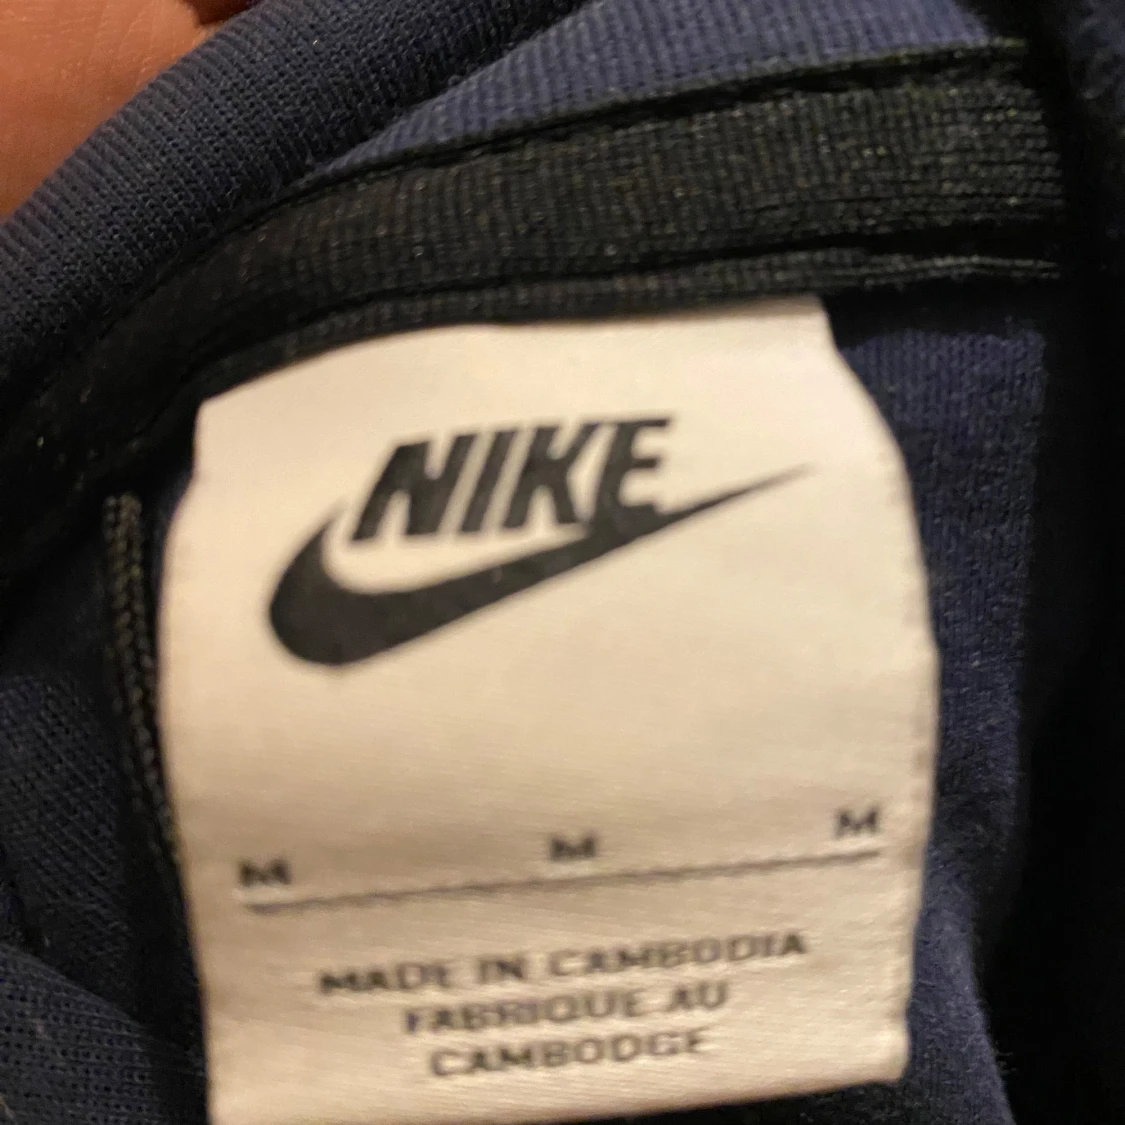 NIKE
M M M
MADE IN CAMBODIA
FABRIQUE AU
CAMBODGE